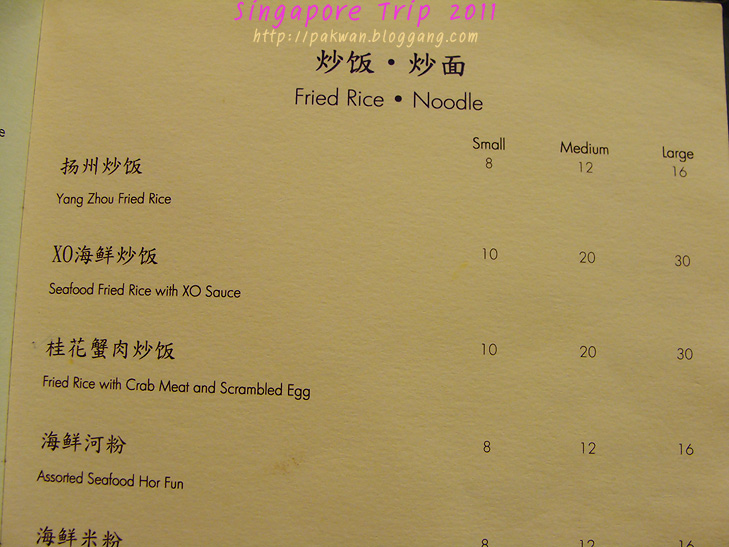 Singapore Trip 2011
http://pakwan.bloggang.com
炒饭·炒面
Fried Rice • Noodle
Small Medium Large
扬州炒饭 8 12 16
Yang Zhou Fried Rice
XO海鲜炒饭 10 20 30
Seafood Fried Rice with XO Sauce
桂花蟹肉炒饭 10 20 30
Fried Rice with Crab Meat and Scrambled Egg
海鲜河粉 8 12 16
Assorted Seafood Hor Fun
海鲜米粉 8 12 16